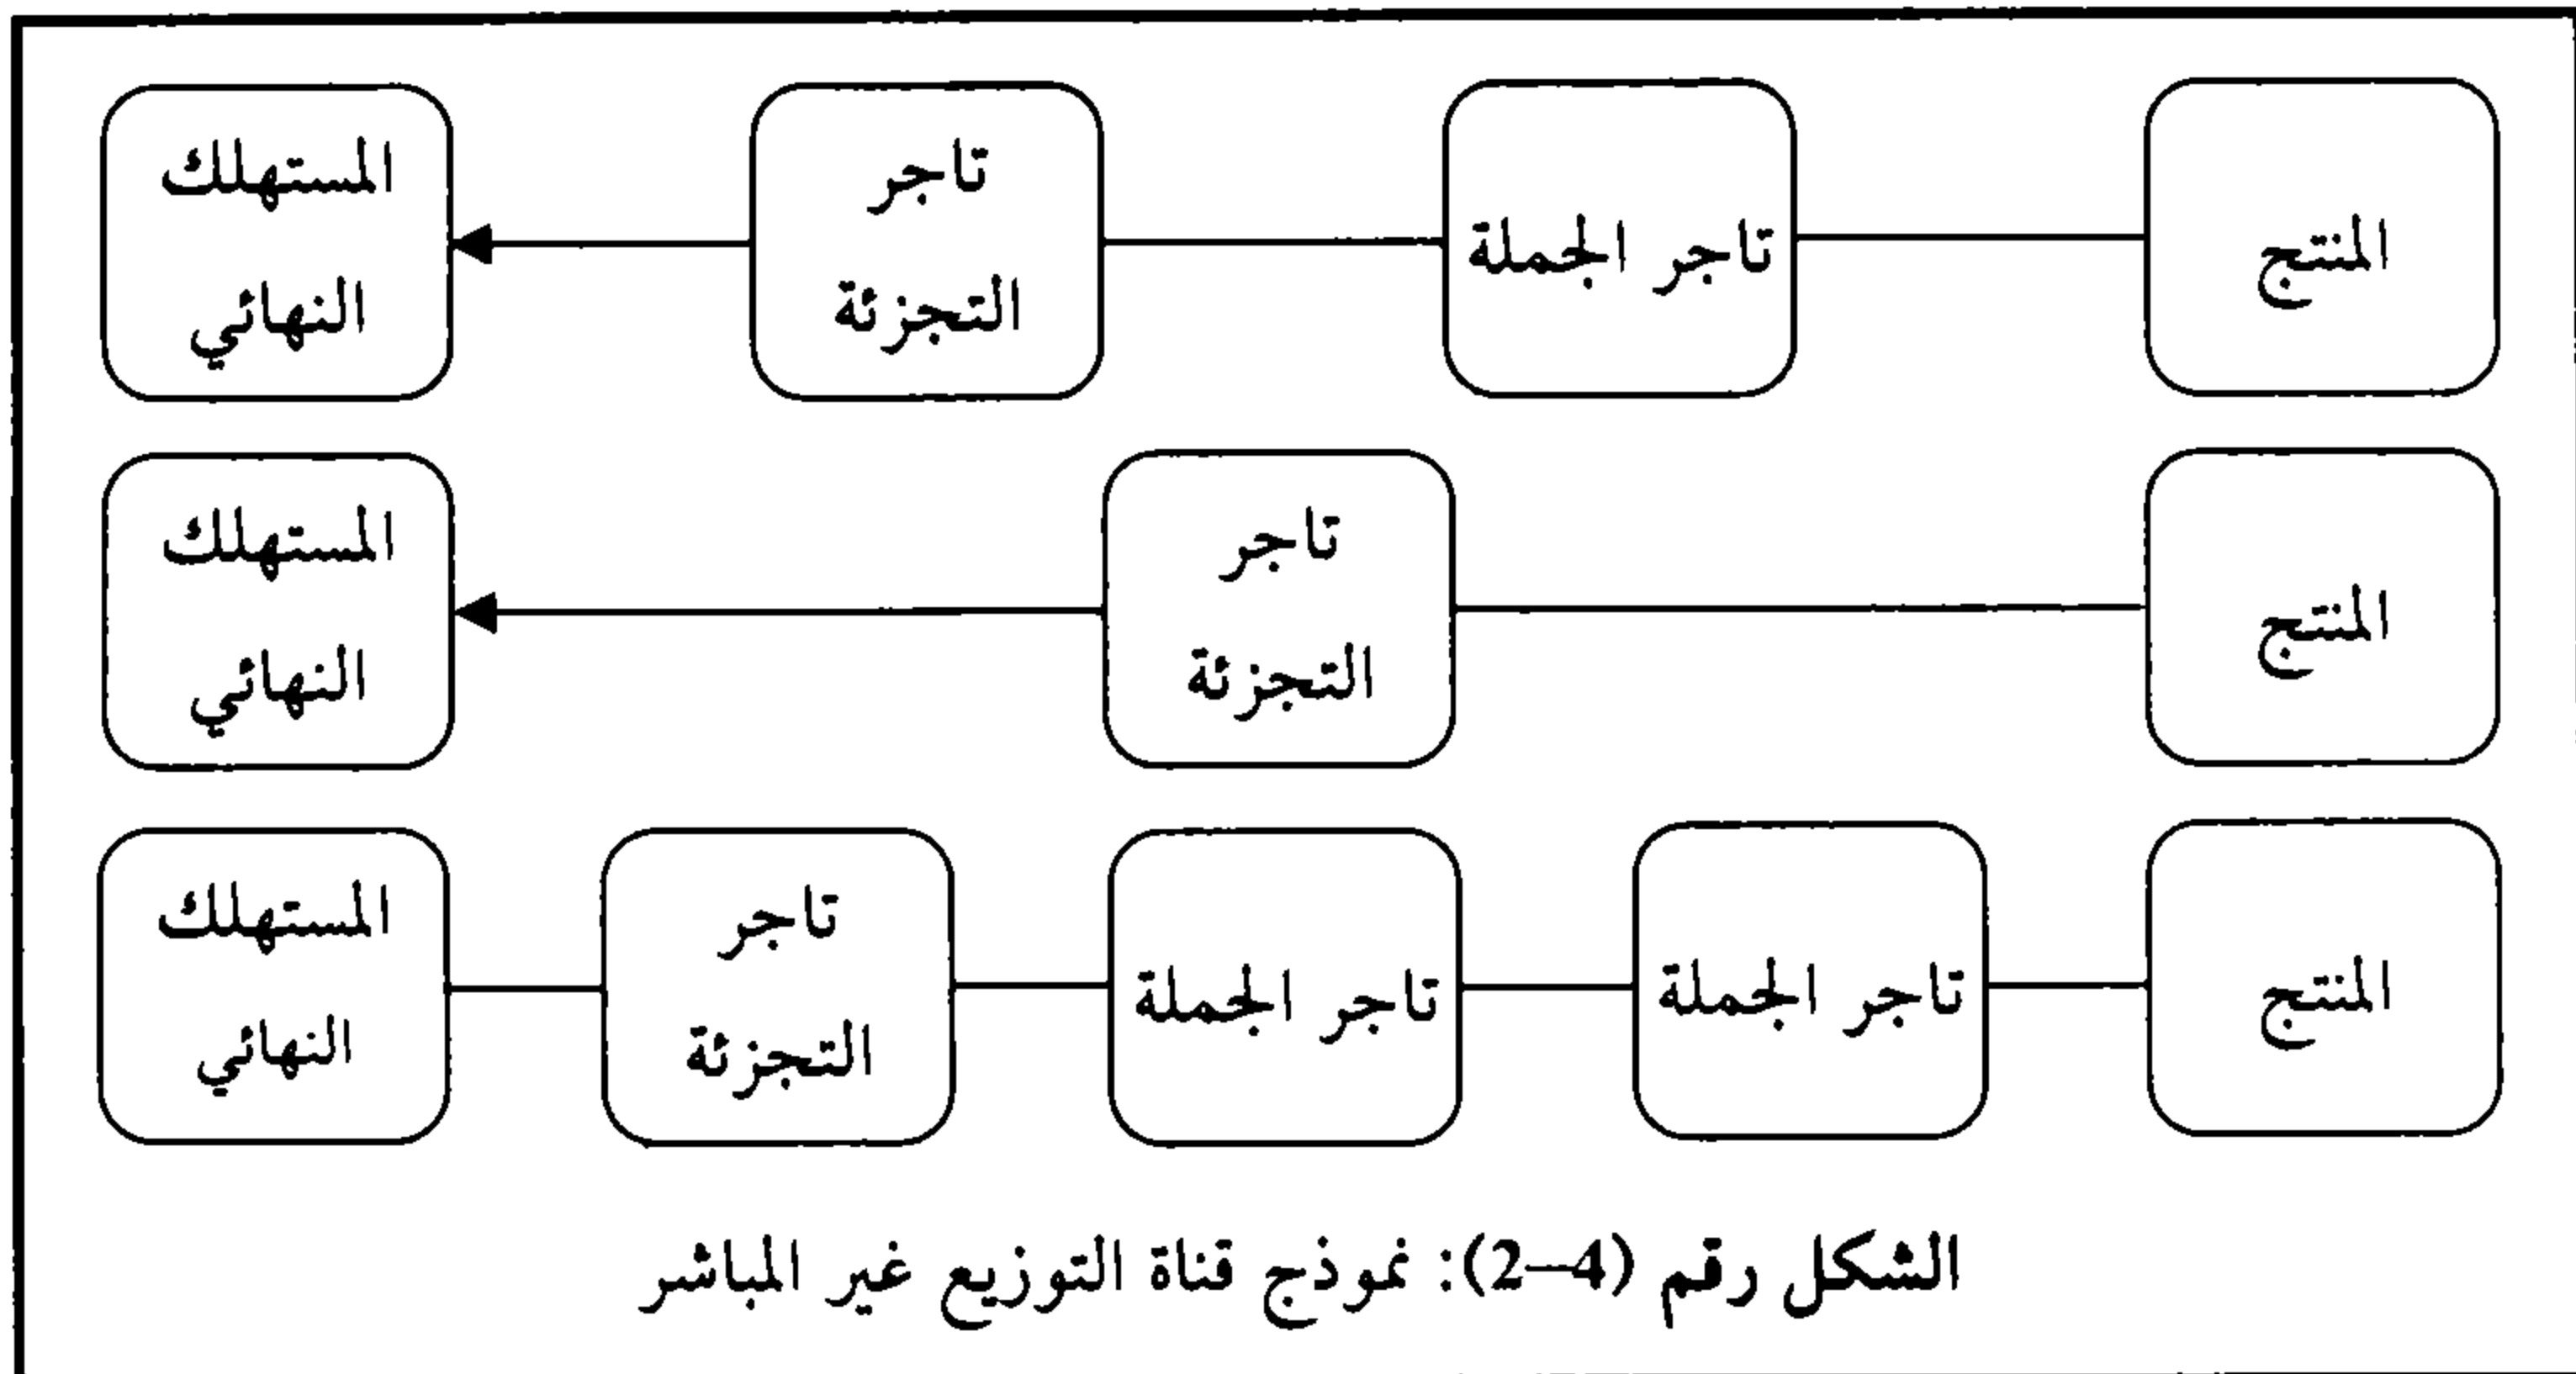 المنتج
تاجر الجملة
تاجر
التجزئة
المستهلك
النهائي
المنتج
تاجر
التجزئة
المستهلك
النهائي
المنتج
تاجر الجملة
تاجر الجملة
تاجر
التجزئة
المستهلك
النهائي
الشكل رقم (4–2): نموذج قناة التوزيع غير المباشر